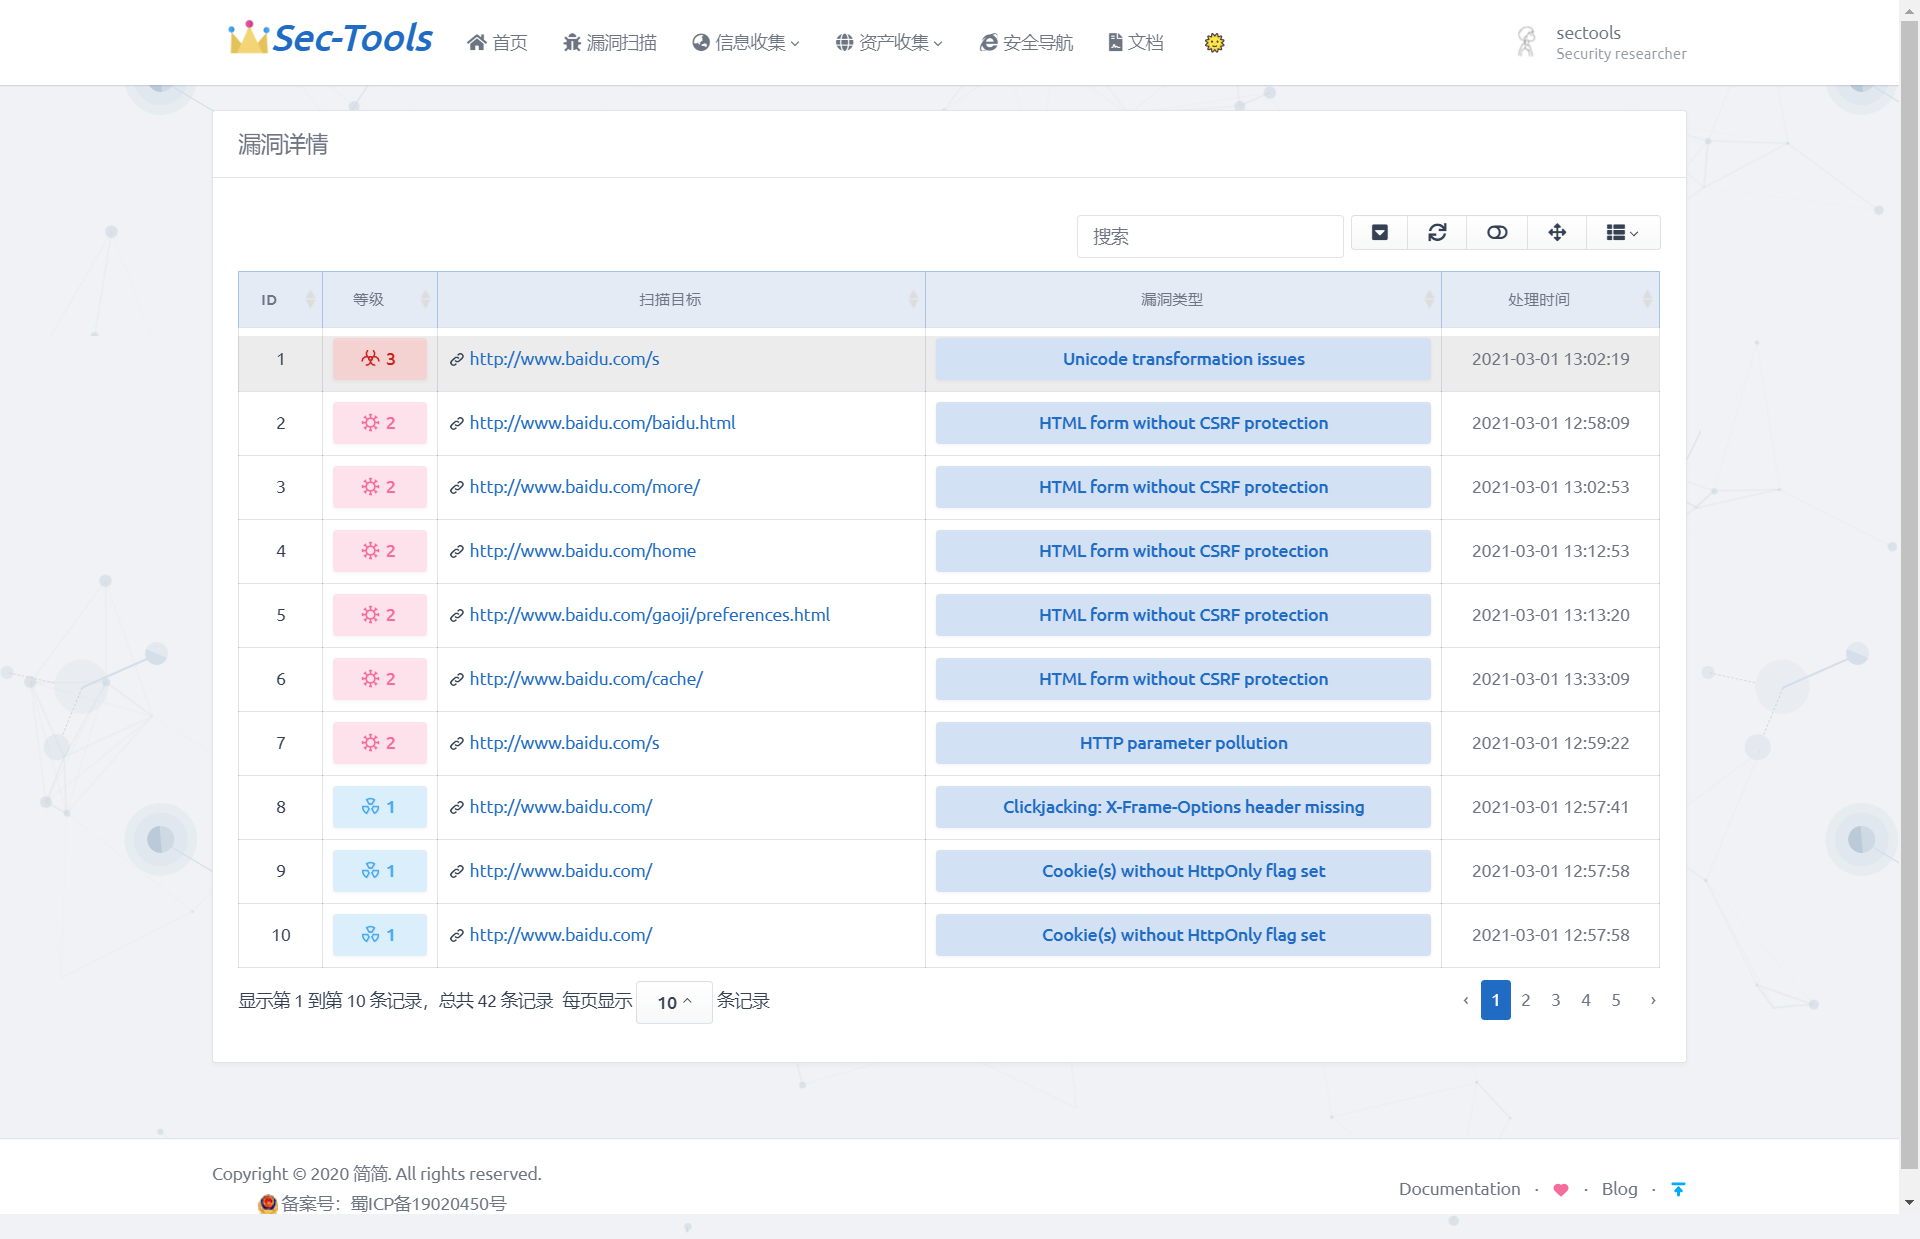 Sec-Tools 首页 漏洞扫描 信息收集 资产收集 安全导航 文档 sectools
Security researcher
漏洞详情
搜索
ID 等级 扫描目标 漏洞类型 处理时间
1 3 http://www.baidu.com/s Unicode transformation issues 2021-03-01 13:02:19
2 2 http://www.baidu.com/baidu.html HTML form without CSRF protection 2021-03-01 12:58:09
3 2 http://www.baidu.com/more/ HTML form without CSRF protection 2021-03-01 13:02:53
4 2 http://www.baidu.com/home HTML form without CSRF protection 2021-03-01 13:12:53
5 2 http://www.baidu.com/gaoji/preferences.html HTML form without CSRF protection 2021-03-01 13:13:20
6 2 http://www.baidu.com/cache/ HTML form without CSRF protection 2021-03-01 13:33:09
7 2 http://www.baidu.com/s HTTP parameter pollution 2021-03-01 12:59:22
8 1 http://www.baidu.com/ Clickjacking: X-Frame-Options header missing 2021-03-01 12:57:41
9 1 http://www.baidu.com/ Cookie(s) without HttpOnly flag set 2021-03-01 12:57:58
10 1 http://www.baidu.com/ Cookie(s) without HttpOnly flag set 2021-03-01 12:57:58
显示第 1 到第 10 条记录，总共 42 条记录 每页显示 10 条记录 ‹ 1 2 3 4 5 ›
Copyright © 2020 简简. All rights reserved.
备案号：蜀ICP备19020450号
Documentation · · Blog ·